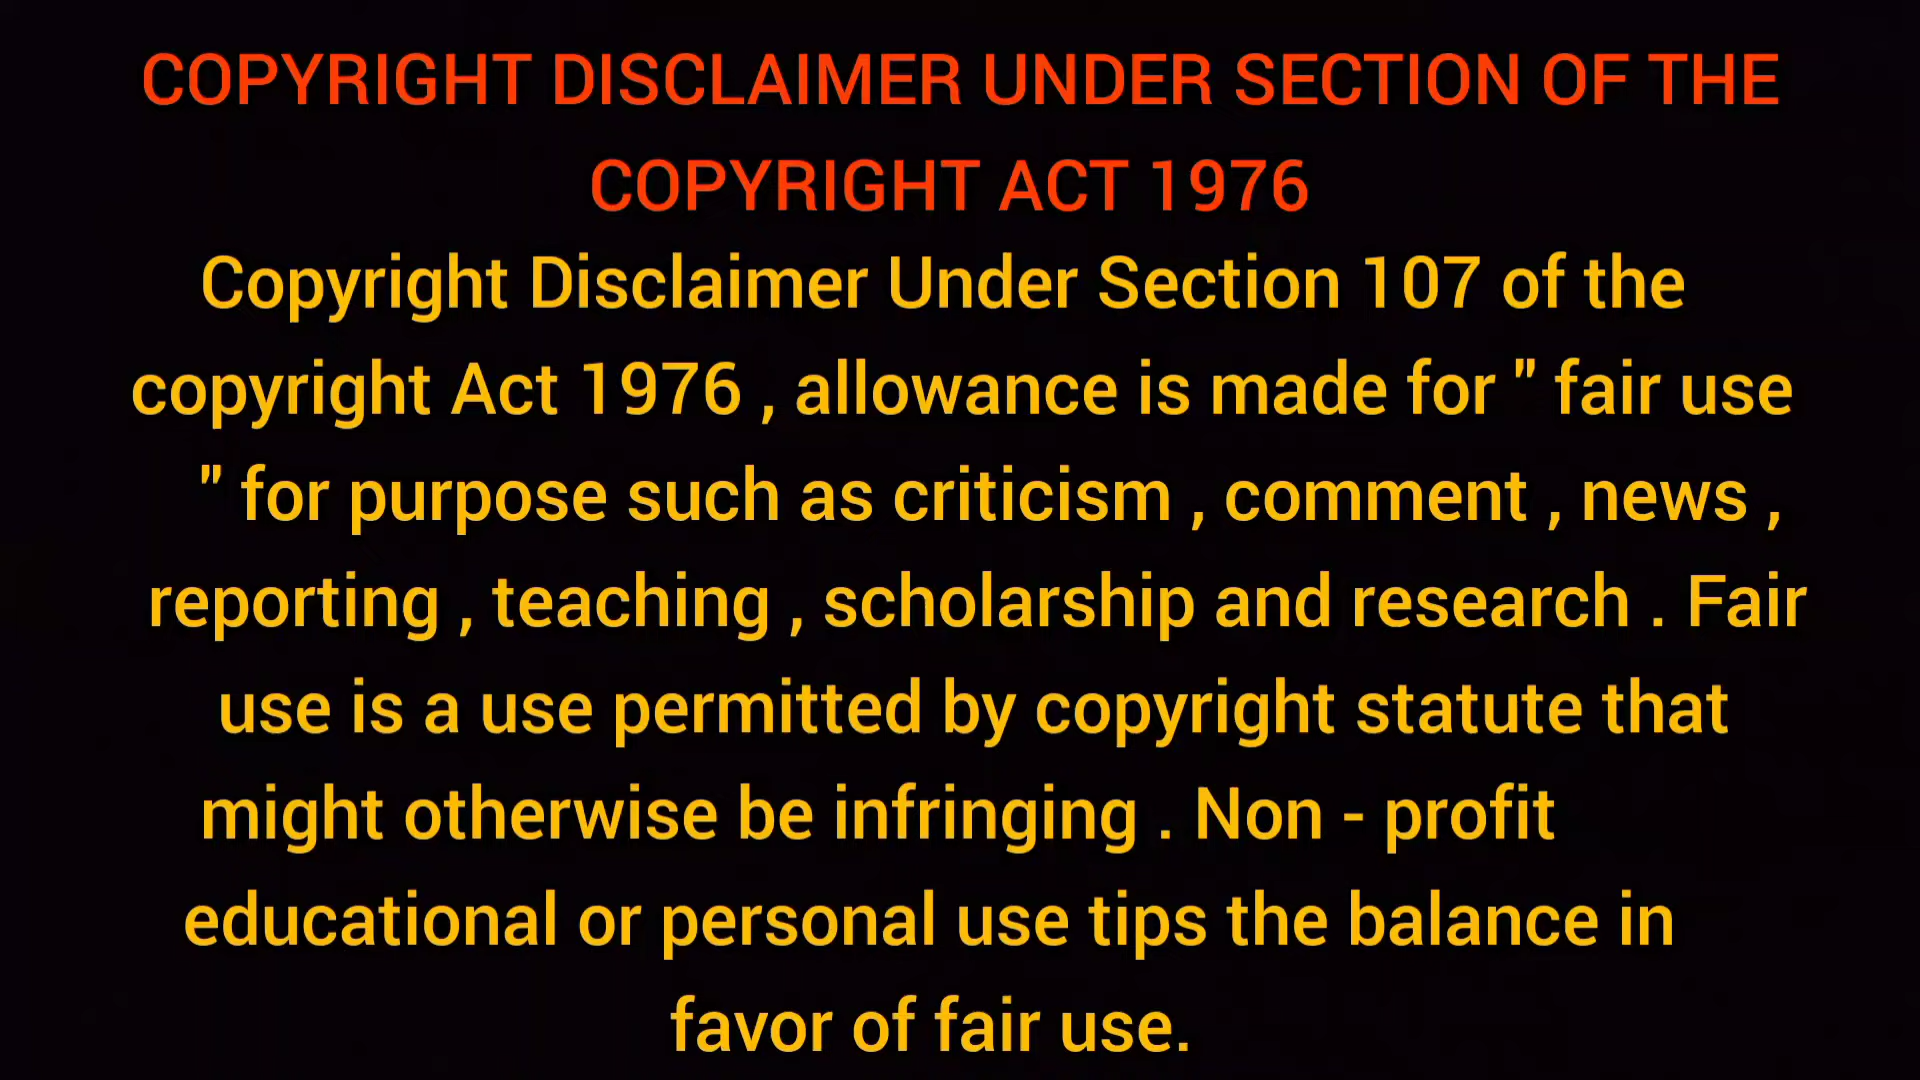 COPYRIGHT DISCLAIMER UNDER SECTION OF THE
COPYRIGHT ACT 1976
Copyright Disclaimer Under Section 107 of the
copyright Act 1976 , allowance is made for " fair use
" for purpose such as criticism , comment , news ,
reporting , teaching , scholarship and research . Fair
use is a use permitted by copyright statute that
might otherwise be infringing . Non - profit
educational or personal use tips the balance in
favor of fair use.